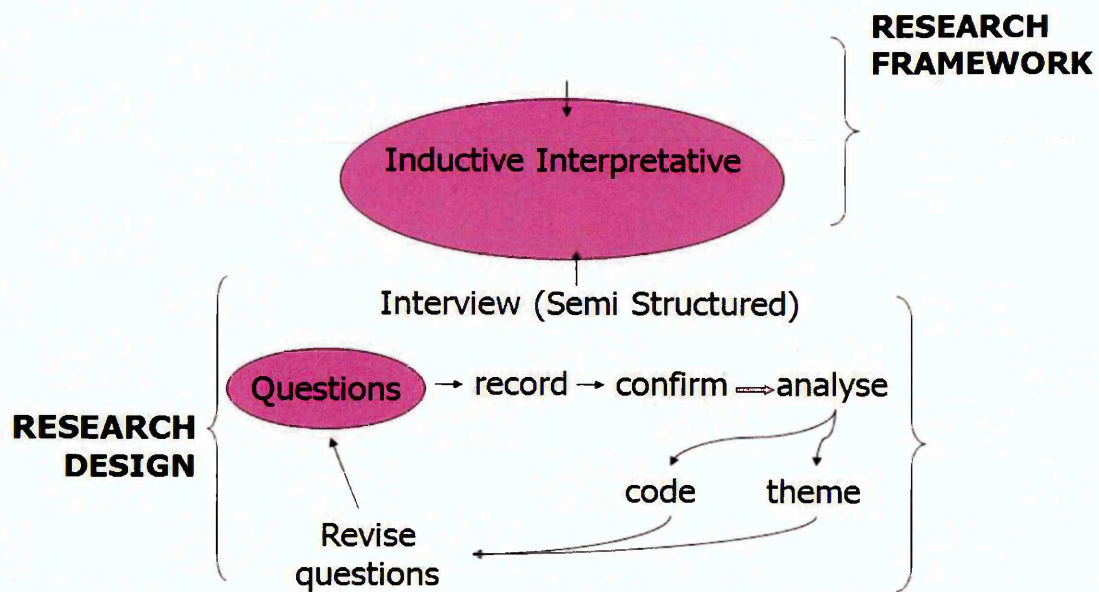 RESEARCH
FRAMEWORK
Inductive Interpretative
Interview (Semi Structured)
Questions record confirm analyse
RESEARCH
DESIGN
code theme
Revise
questions